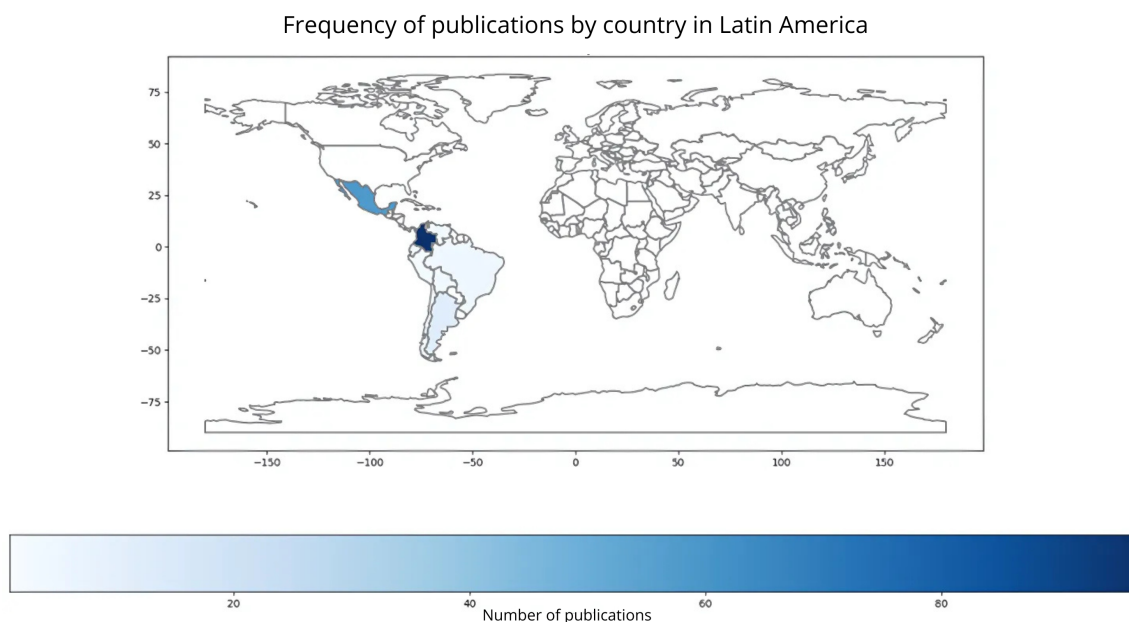 Frequency of publications by country in Latin America
75
50
25
0
−25
−50
−75
−150 −100 −50 0 50 100 150
20 40 60 80
Number of publications